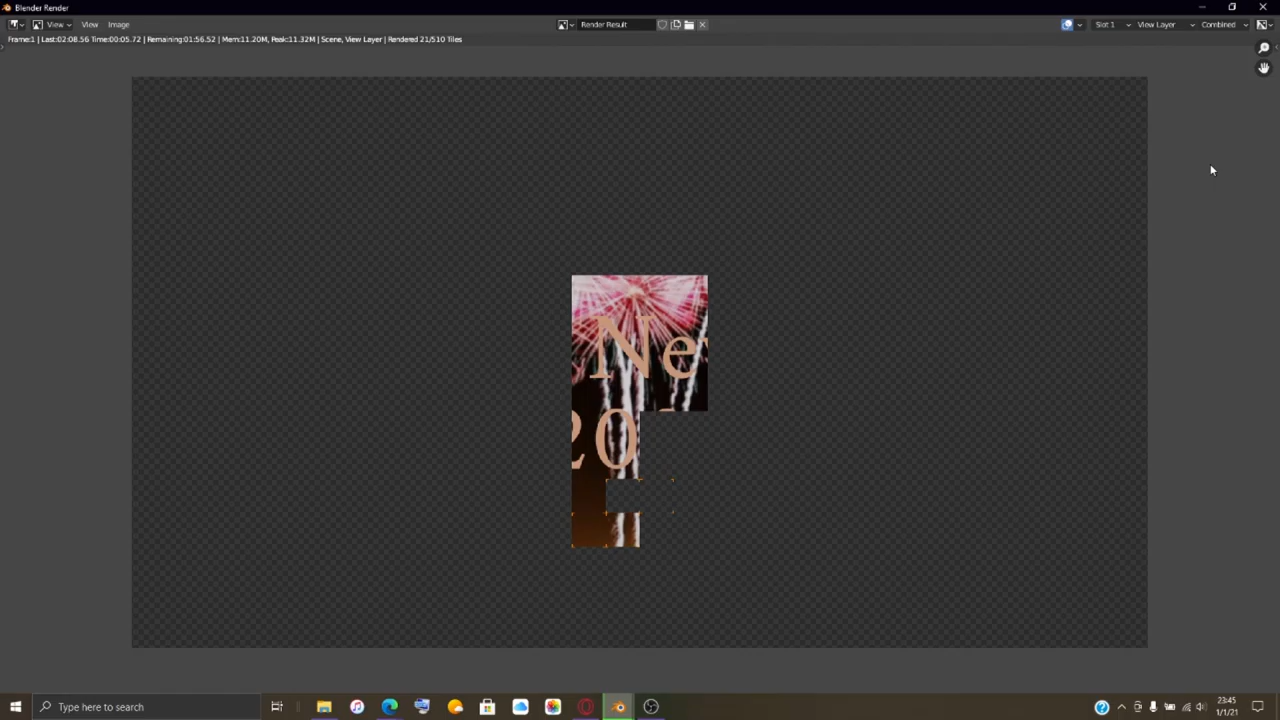 Blender Render
View View Image Render Result Slot 1 View Layer Combined
Frame:1 | Last:02:08.56 Time:00:05.72 | Remaining:01:56.52 | Mem:11.20M, Peak:11.32M | Scene, View Layer | Rendered 21/510 Tiles
Ne
20
Type here to search
23:45
1/1/21